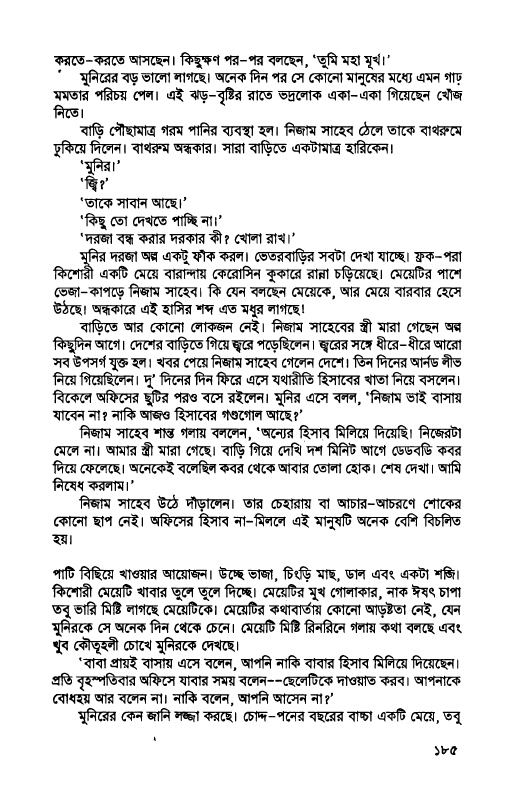 করতে-করতে আসছেন। কিছুক্ষণ পর-পর বলছেন, ‘তুমি মহা মূর্খ।’
মুনিরের বড় ভালো লাগছে। অনেক দিন পর সে কোনো মানুষের মধ্যে এমন গাঢ়
মমতার পরিচয় পেল। এই ঝড়-বৃষ্টির রাতে ভদ্রলোক একা-একা গিয়েছেন খোঁজ
নিতে।
বাড়ি পৌঁছামাত্র গরম পানির ব্যবস্থা হল। নিজাম সাহেব ঠেলে তাকে বাথরুমে
ঢুকিয়ে দিলেন। বাথরুম অন্ধকার। সারা বাড়িতে একটামাত্র হারিকেন।
‘মুনির।’
‘জ্বি?’
‘তাকে সাবান আছে।’
‘কিছু তো দেখতে পাচ্ছি না।’
‘দরজা বন্ধ করার দরকার কী? খোলা রাখ।’
মুনির দরজা অল্প একটু ফাঁক করল। ভেতরবাড়ির সবটা দেখা যাচ্ছে। ফ্রক-পরা
কিশোরী একটি মেয়ে বারান্দায় কেরোসিন কুকারে রান্না চড়িয়েছে। মেয়েটির পাশে
ভেজা-কাপড়ে নিজাম সাহেব। কি যেন বলছেন মেয়েকে, আর মেয়ে বারবার হেসে
উঠছে। অন্ধকারে এই হাসির শব্দ এত মধুর লাগছে!
বাড়িতে আর কোনো লোকজন নেই। নিজাম সাহেবের স্ত্রী মারা গেছেন অল্প
কিছুদিন আগে। দেশের বাড়িতে গিয়ে জ্বরে পড়েছিলেন। জ্বরের সঙ্গে ধীরে-ধীরে আরো
সব উপসর্গ যুক্ত হল। খবর পেয়ে নিজাম সাহেব গেলেন দেশে। তিন দিনের আর্নড লীভ
নিয়ে গিয়েছিলেন। দু’ দিনের দিন ফিরে এসে যথারীতি হিসাবের খাতা নিয়ে বসলেন।
বিকেলে অফিসের ছুটির পরও বসে রইলেন। মুনির এসে বলল, ‘নিজাম ভাই বাসায়
যাবেন না? নাকি আজও হিসাবের গণ্ডগোল আছে?’
নিজাম সাহেব শান্ত গলায় বললেন, ‘অন্যের হিসাব মিলিয়ে দিয়েছি। নিজেরটা
মেলে না। আমার স্ত্রী মারা গেছে। বাড়ি গিয়ে দেখি দশ মিনিট আগে ডেডবডি কবর
দিয়ে ফেলেছে। অনেকেই বলেছিল কবর থেকে আবার তোলা হোক। শেষ দেখা। আমি
নিষেধ করলাম।’
নিজাম সাহেব উঠে দাঁড়ালেন। তার চেহারায় বা আচার-আচরণে শোকের
কোনো ছাপ নেই। অফিসের হিসাব না-মিললে এই মানুষটি অনেক বেশি বিচলিত
হয়।
পাটি বিছিয়ে খাওয়ার আয়োজন। উচ্ছে ভাজা, চিংড়ি মাছ, ডাল এবং একটা শব্জি।
কিশোরী মেয়েটি খাবার তুলে তুলে দিচ্ছে। মেয়েটির মুখ গোলাকার, নাক ঈষৎ চাপা
তবু ভারি মিষ্টি লাগছে মেয়েটিকে। মেয়েটির কথাবার্তায় কোনো আড়ষ্টতা নেই, যেন
মুনিরকে সে অনেক দিন থেকে চেনে। মেয়েটি মিষ্টি রিনরিনে গলায় কথা বলছে এবং
খুব কৌতূহলী চোখে মুনিরকে দেখছে।
‘বাবা প্রায়ই বাসায় এসে বলেন, আপনি নাকি বাবার হিসাব মিলিয়ে দিয়েছেন।
প্রতি বৃহস্পতিবার অফিসে যাবার সময় বলেন--ছেলেটিকে দাওয়াত করব। আপনাকে
বোধহয় আর বলেন না। নাকি বলেন, আপনি আসেন না?’
মুনিরের কেন জানি লজ্জা করছে। চোদ্দ-পনের বছরের বাচ্চা একটি মেয়ে, তবু
১৮৫